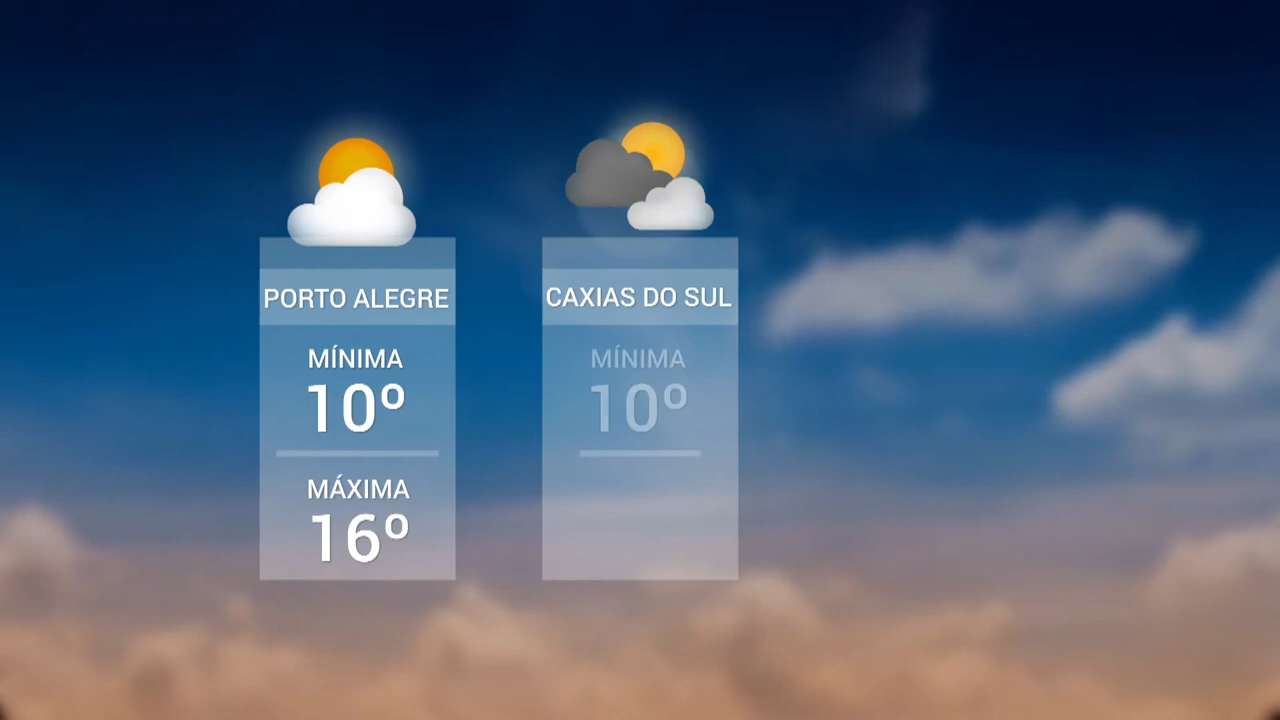 PORTO ALEGRE
MÍNIMA
10º
MÁXIMA
16º
CAXIAS DO SUL
MÍNIMA
10º